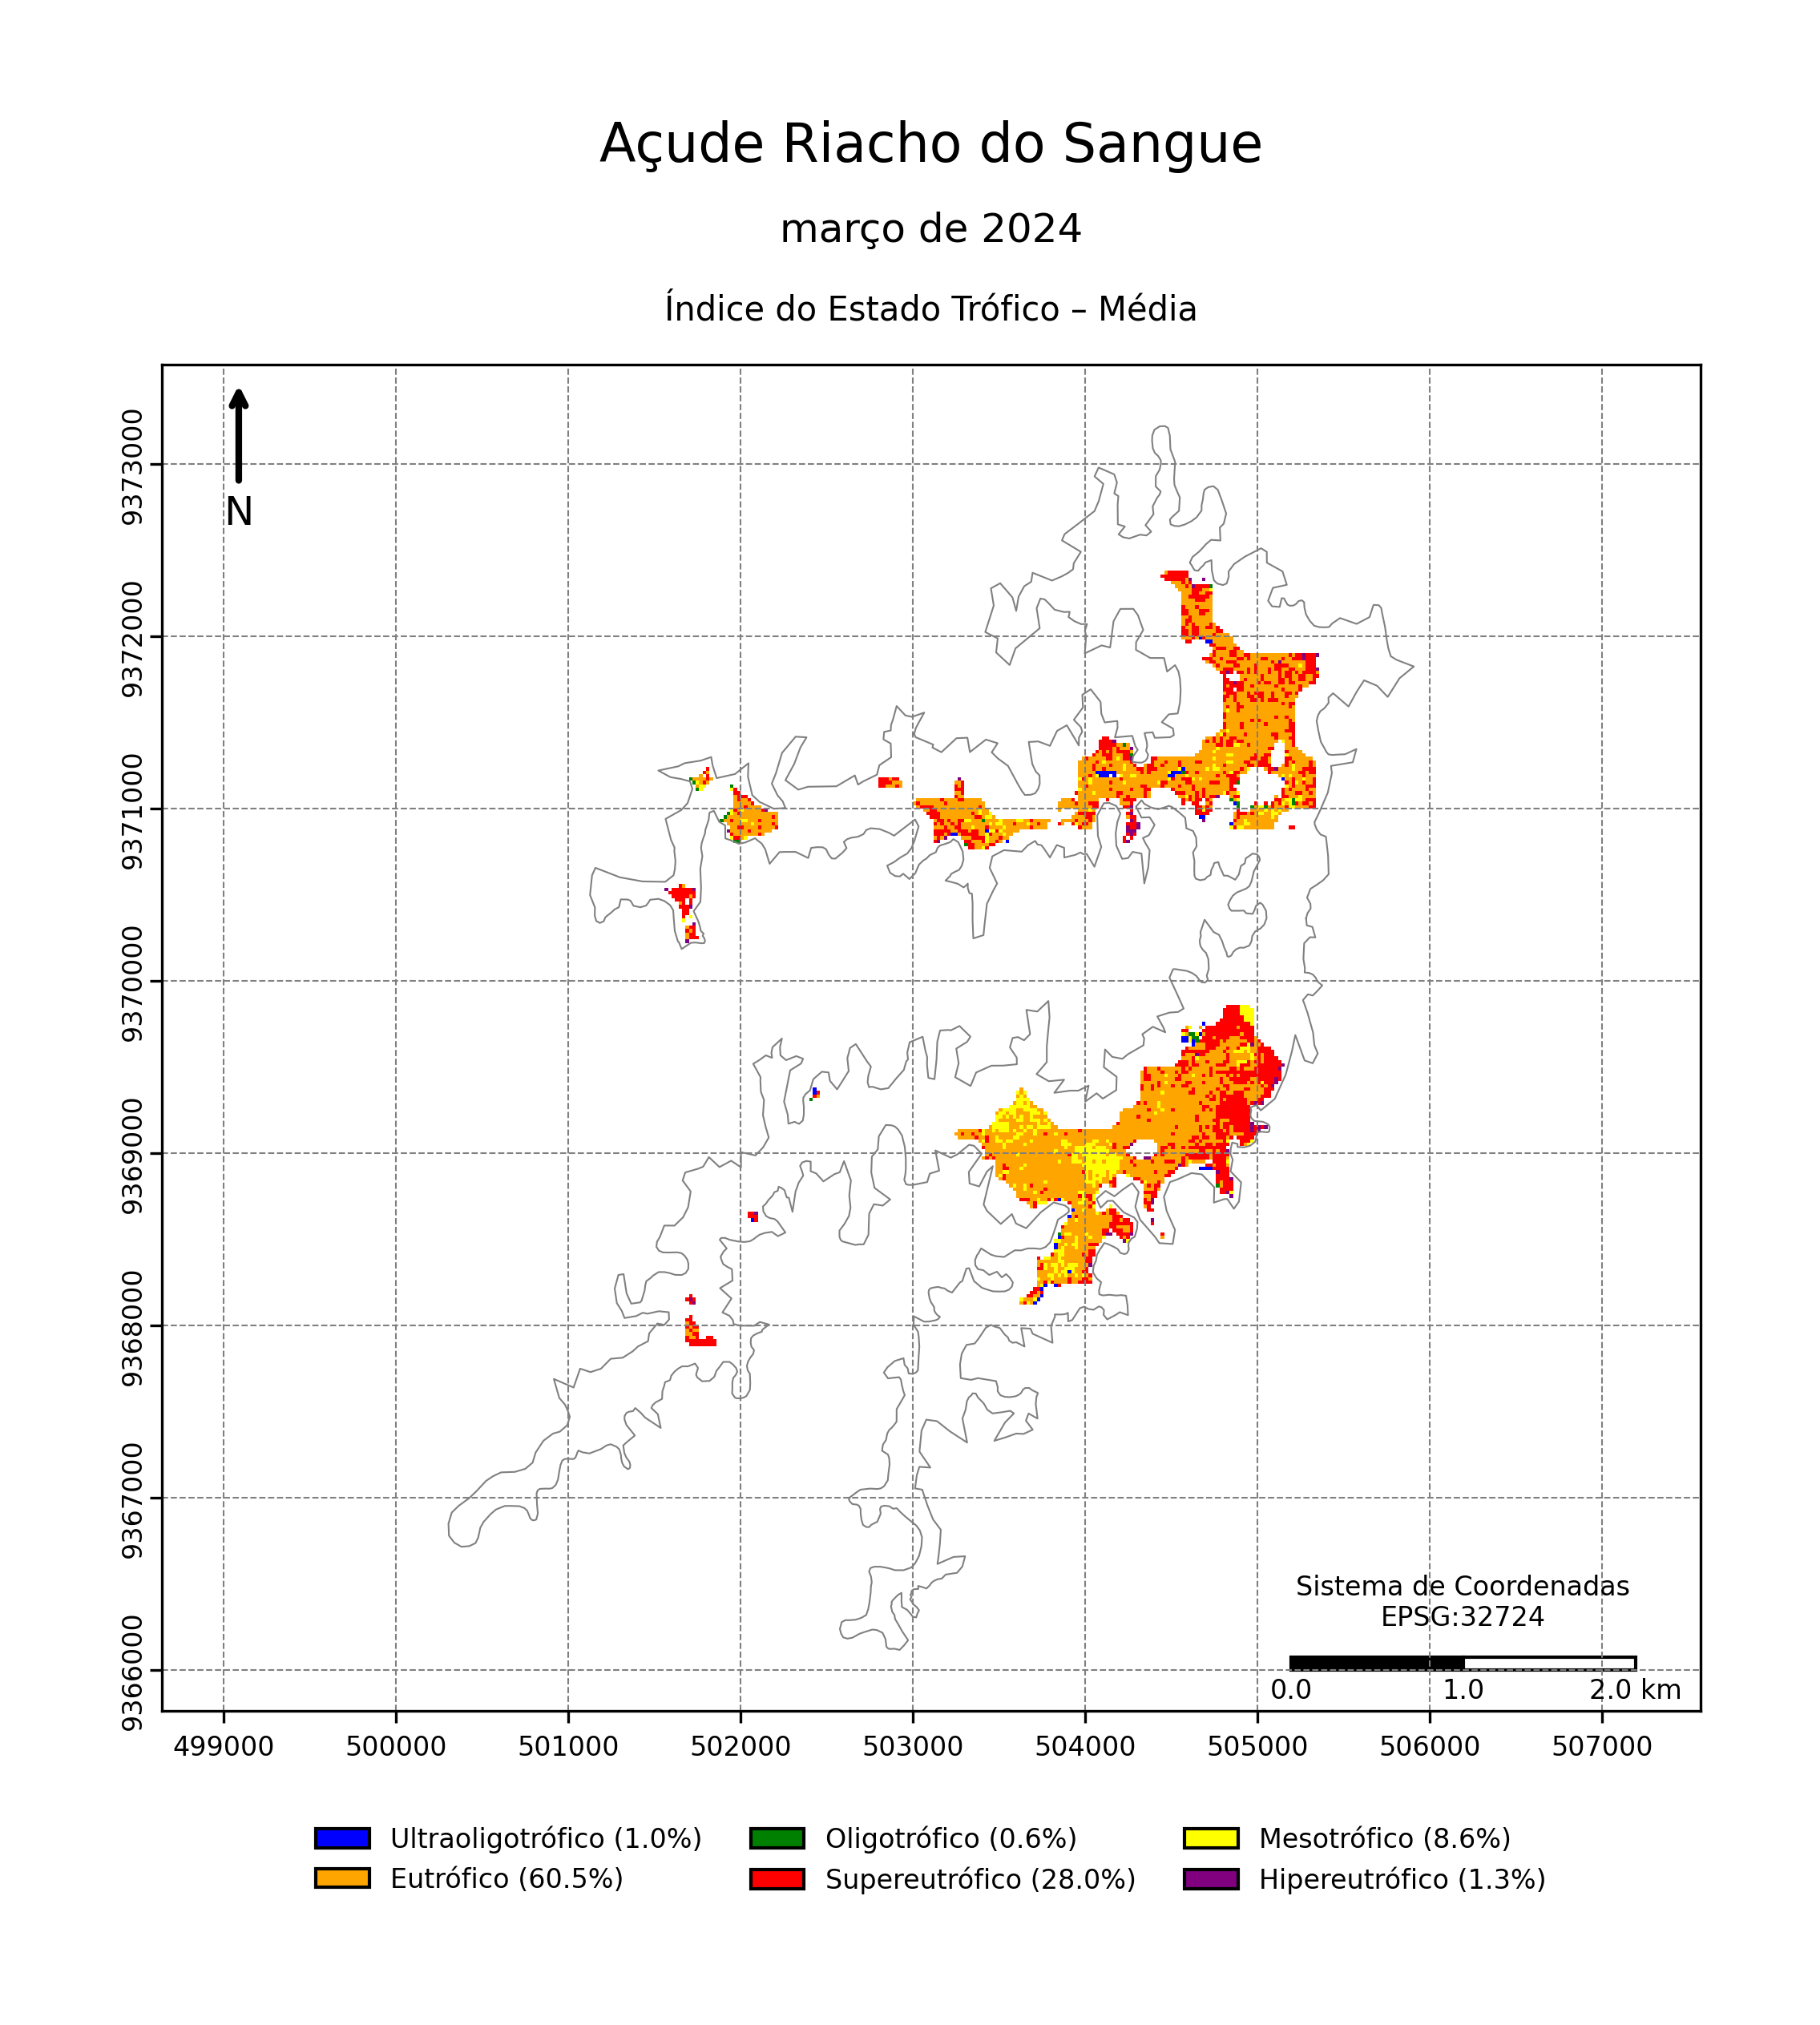 Açude Riacho do Sangue
março de 2024
Índice do Estado Trófico – Média
N
9373000
9372000
9371000
9370000
9369000
9368000
9367000
9366000
Sistema de Coordenadas
EPSG:32724
0.0 1.0 2.0 km
499000 500000 501000 502000 503000 504000 505000 506000 507000
Ultraoligotrófico (1.0%) Oligotrófico (0.6%) Mesotrófico (8.6%)
Eutrófico (60.5%) Supereutrófico (28.0%) Hipereutrófico (1.3%)